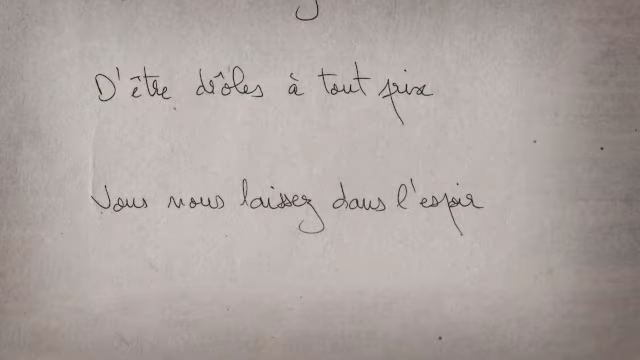 D'être drôles à tout prix
Vous nous laissez dans l'espoir